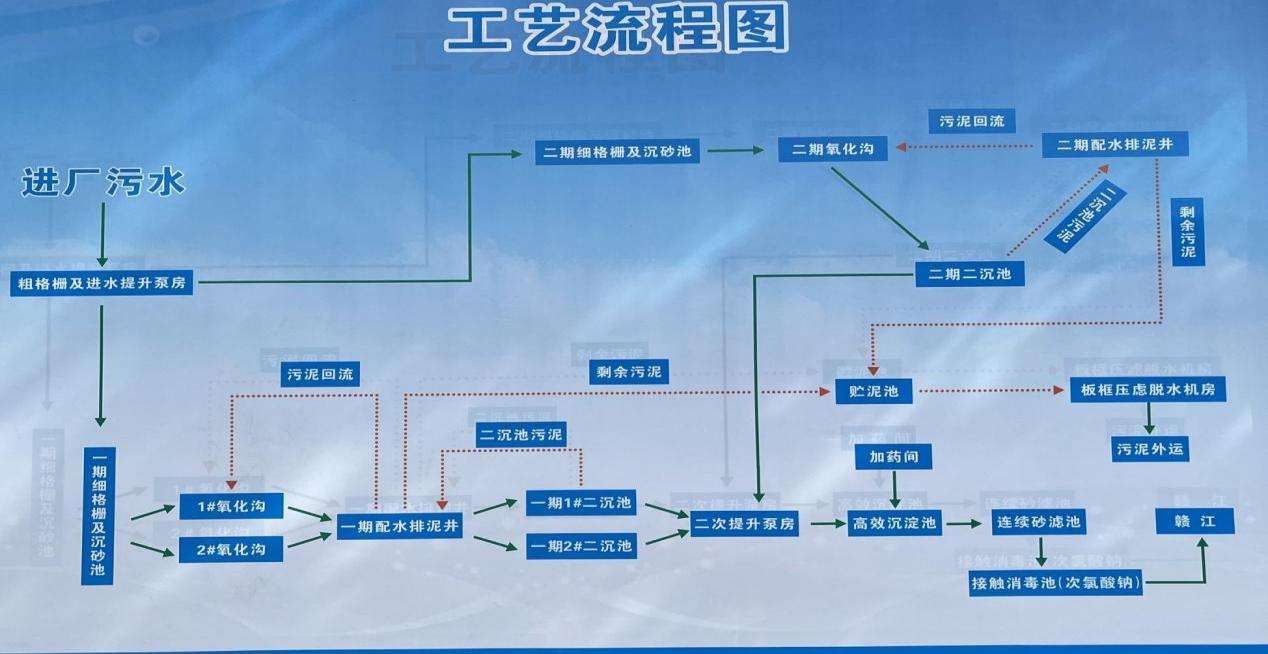 工艺流程图
污泥回流
二期配水排泥井
二期细格栅及沉砂池
二期氧化沟
进厂污水
二沉池污泥
剩余污泥
粗格栅及进水提升泵房
二期二沉池
污泥回流
剩余污泥
贮泥池
板框压虑脱水机房
二沉池污泥
加药间
污泥外运
一期细格栅及沉砂池
1#氧化沟
2#氧化沟
一期配水排泥井
一期1#二沉池
一期2#二沉池
二次提升泵房
高效沉淀池
连续砂滤池
赣 江
接触消毒池(次氯酸钠)